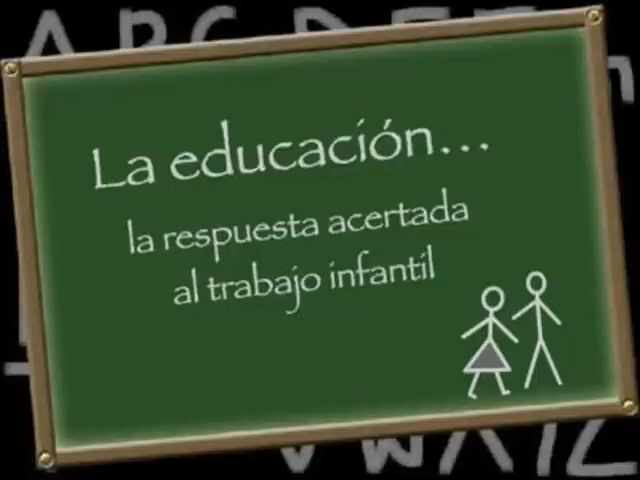 A B C D E F
La educación...
la respuesta acertada
al trabajo infantil
V W X Y Z